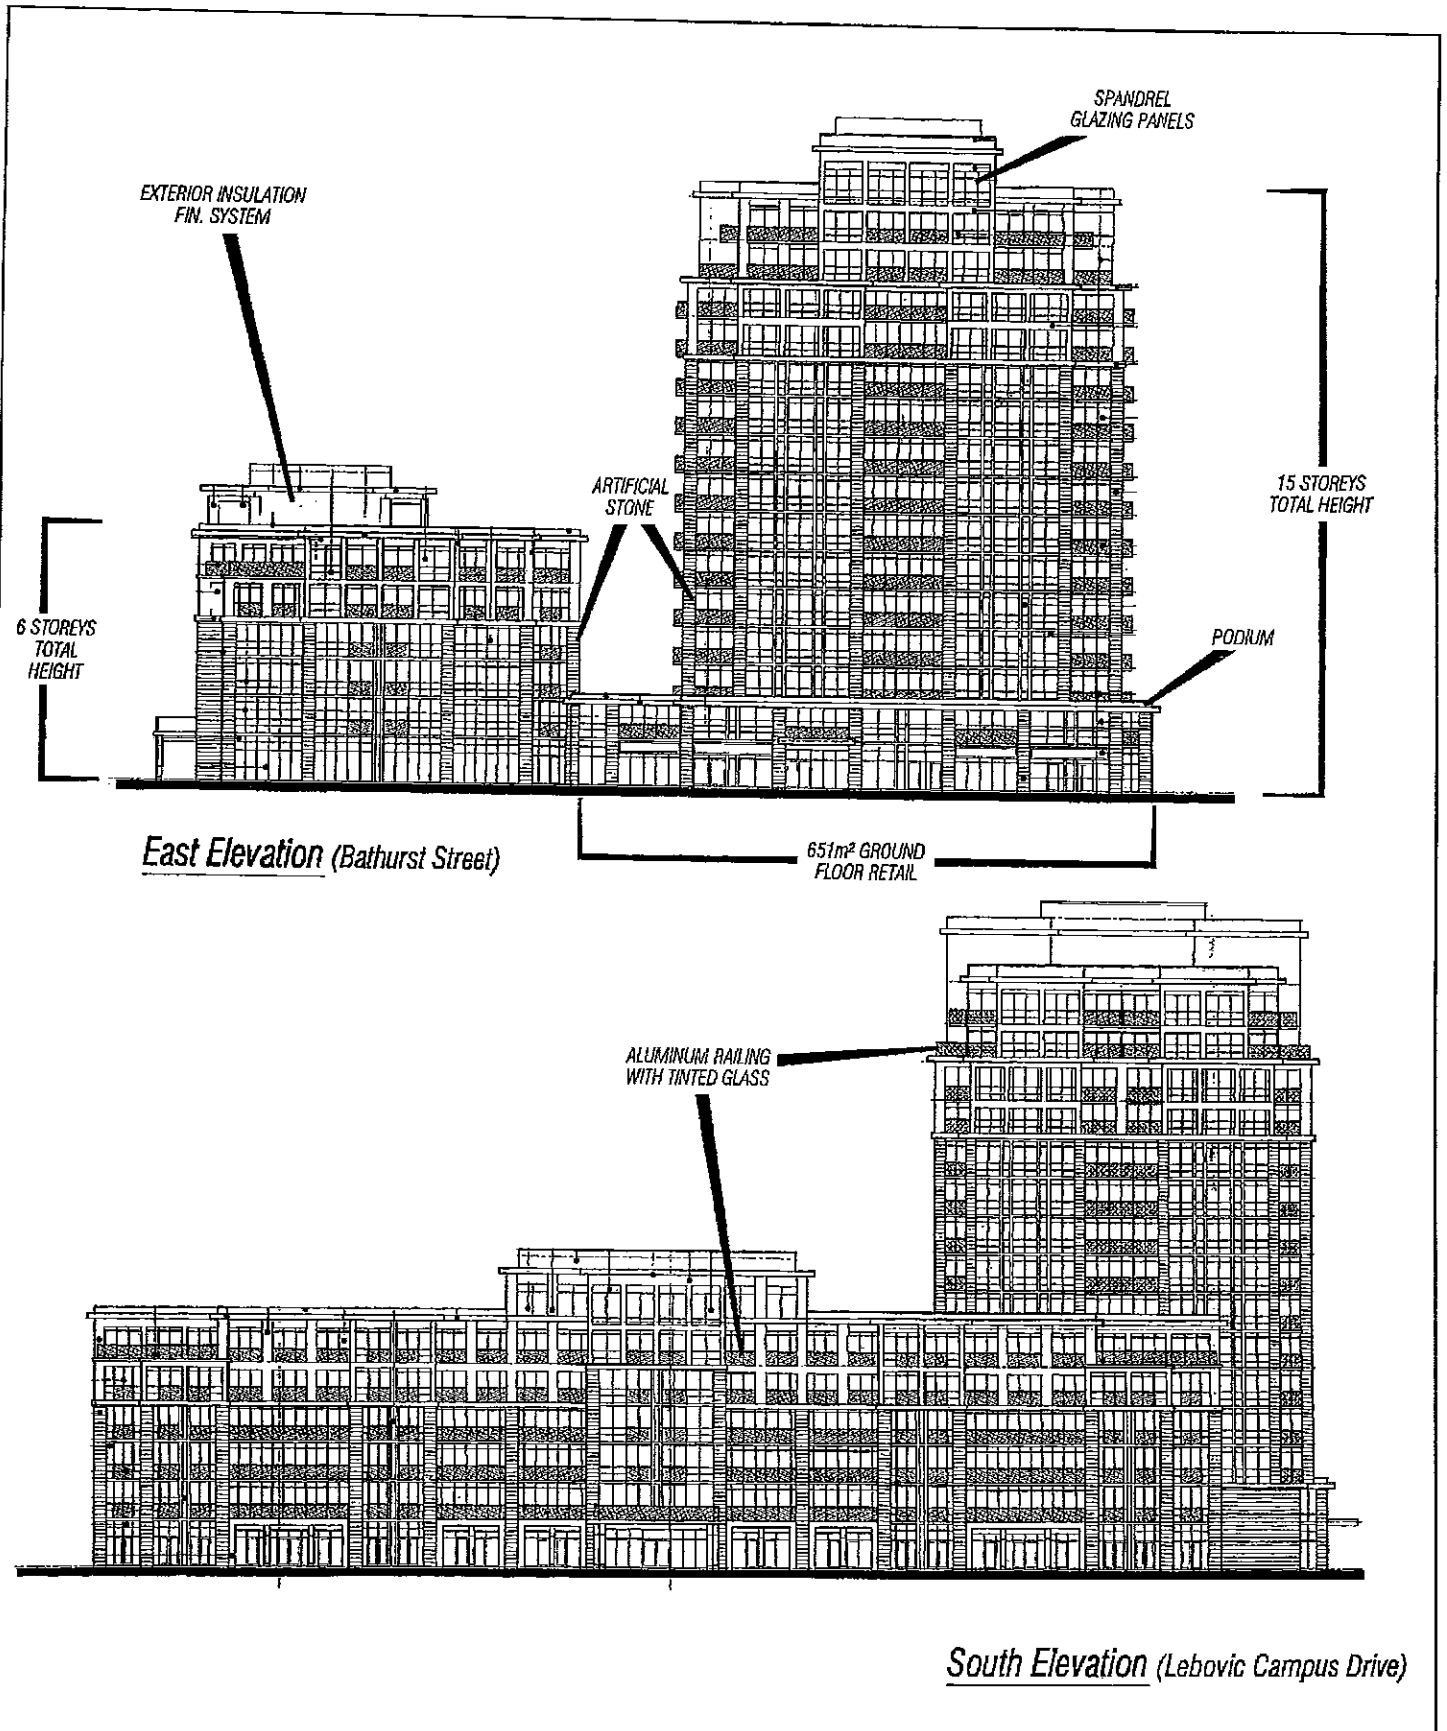 SPANDREL
GLAZING PANELS
EXTERIOR INSULATION
FIN. SYSTEM
ARTIFICIAL
STONE
15 STOREYS
TOTAL HEIGHT
6 STOREYS
TOTAL
HEIGHT
PODIUM
East Elevation (Bathurst Street)
651m² GROUND
FLOOR RETAIL
ALUMINUM RAILING
WITH TINTED GLASS
South Elevation (Lebovic Campus Drive)